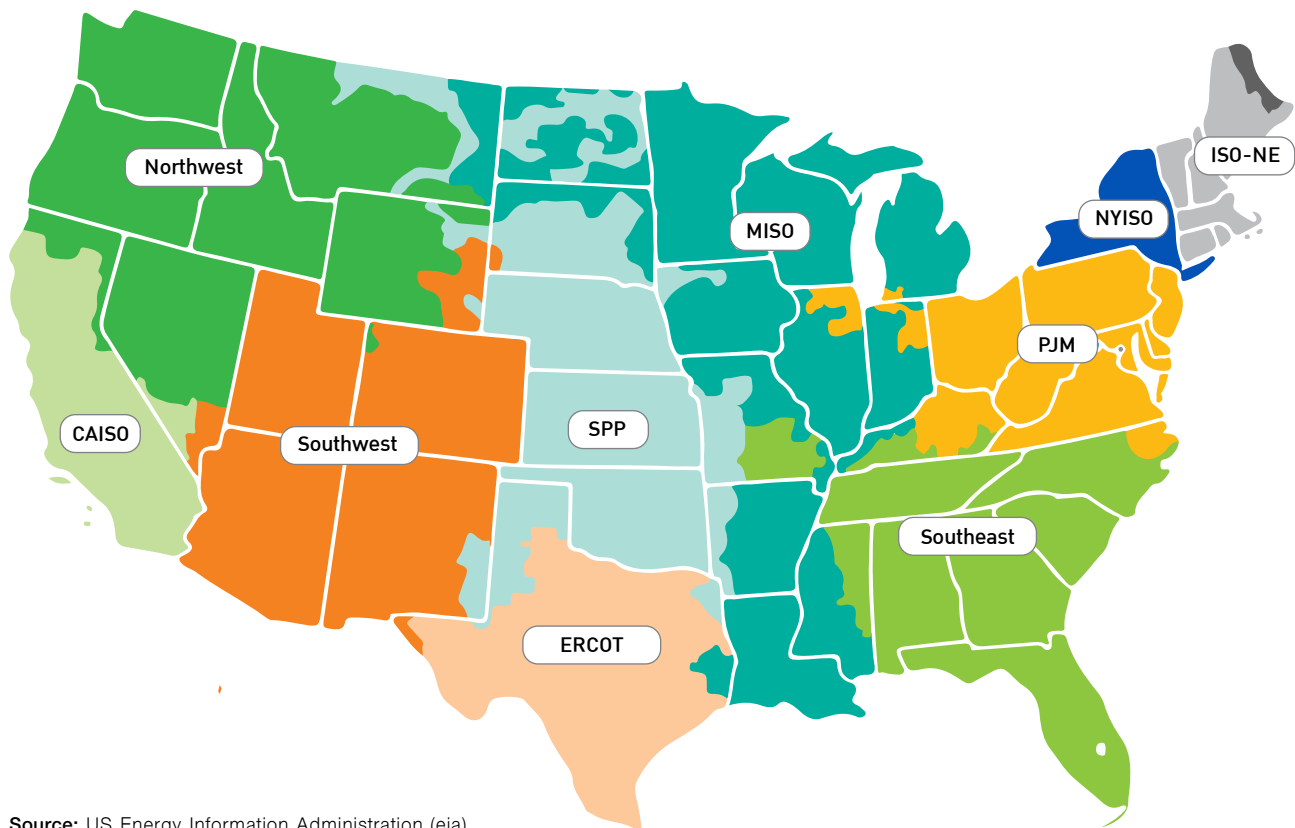 ISO-NE
Northwest
NYISO
MISO
PJM
CAISO
SPP
Southwest
Southeast
ERCOT
Source: US Energy Information Administration (eia)